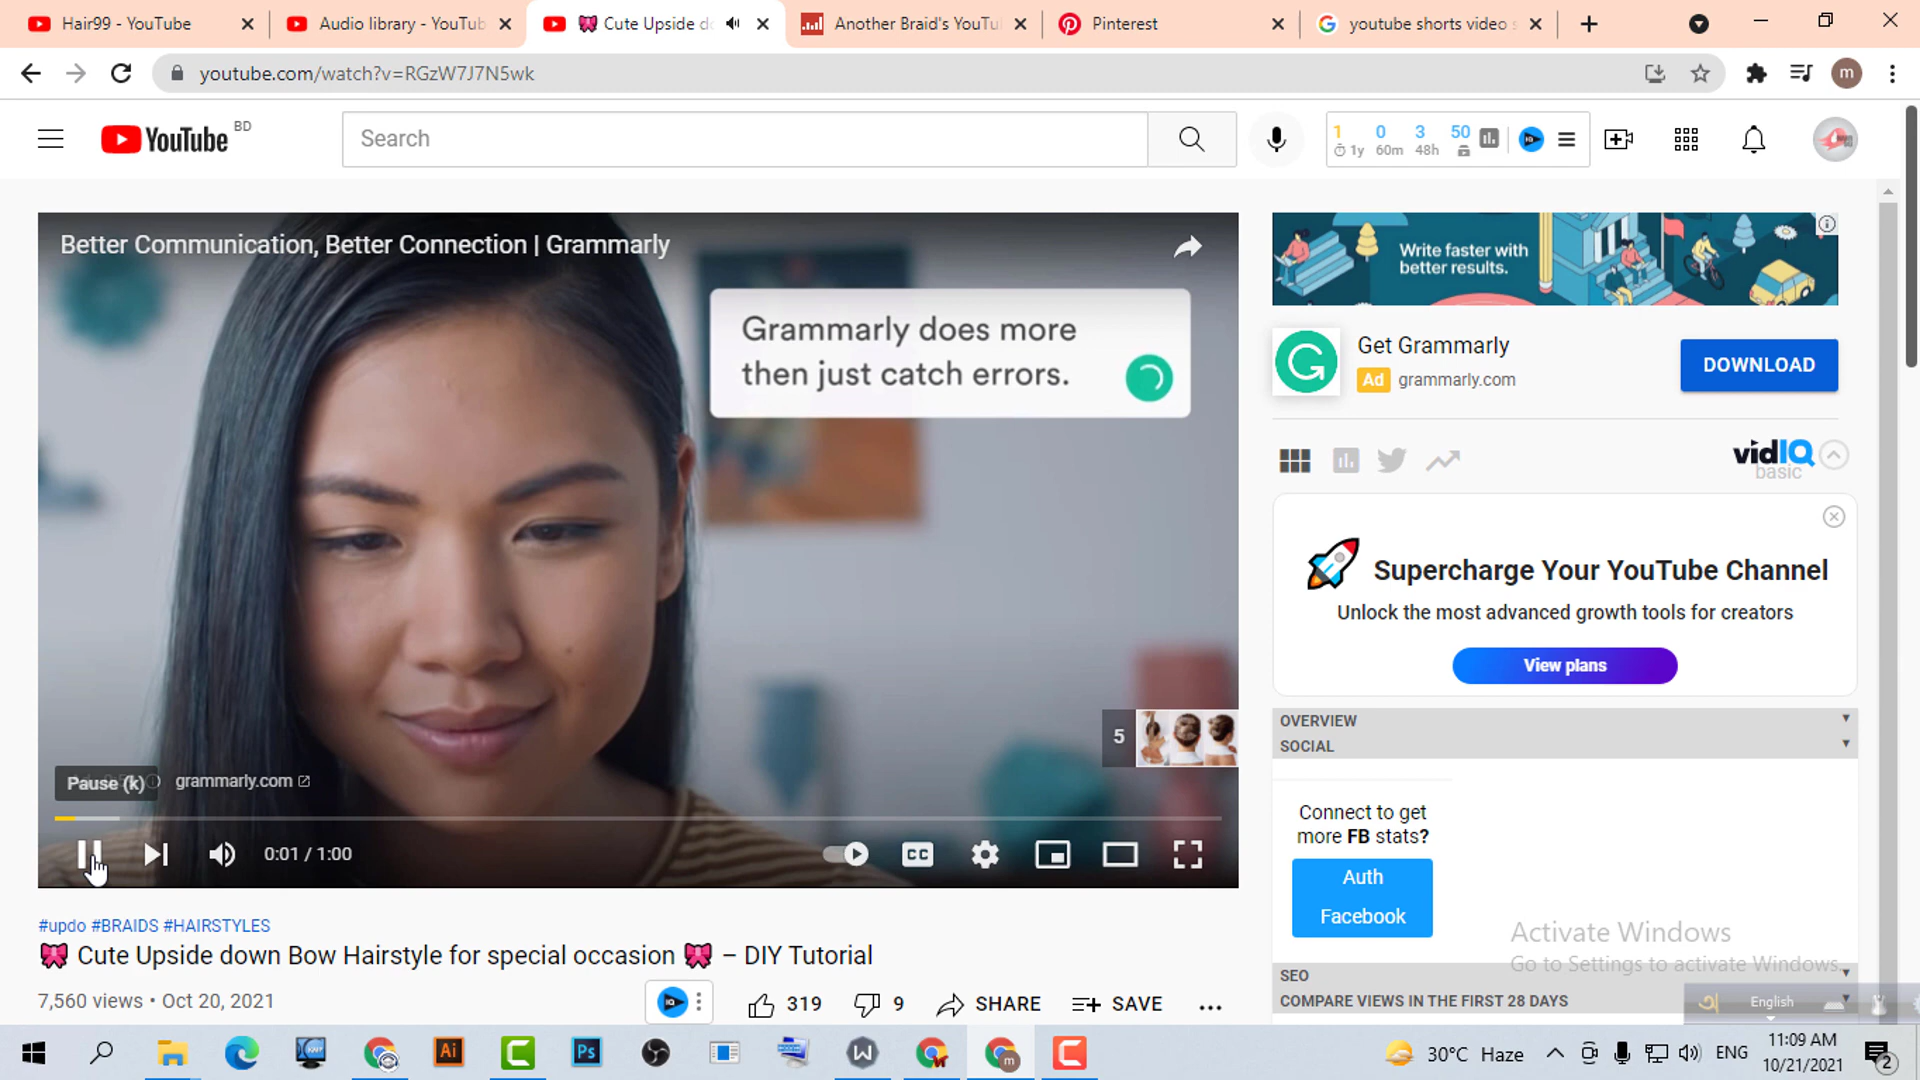 Hair99 - YouTube
Audio library - YouTub
🎀 Cute Upside do
Another Braid's YouTu
Pinterest
youtube shorts video s
youtube.com/watch?v=RGzW7J7N5wk
m
YouTube BD
Search
1 0 3 50
1y 60m 48h
Better Communication, Better Connection | Grammarly
Grammarly does more
then just catch errors.
Write faster with
better results.
Get Grammarly
Ad grammarly.com
DOWNLOAD
vidIQ
basic
Supercharge Your YouTube Channel
Unlock the most advanced growth tools for creators
View plans
5
OVERVIEW
SOCIAL
Pause (k)
grammarly.com
Connect to get
more FB stats?
Auth
Facebook
0:01 / 1:00
CC
#updo #BRAIDS #HAIRSTYLES
🎀 Cute Upside down Bow Hairstyle for special occasion 🎀 – DIY Tutorial
7,560 views • Oct 20, 2021
319
9
SHARE
SAVE
Activate Windows
Go to Settings to activate Windows.
SEO
COMPARE VIEWS IN THE FIRST 28 DAYS
English
Ai
Ps
m
30°C Haze
ENG
11:09 AM
10/21/2021
2